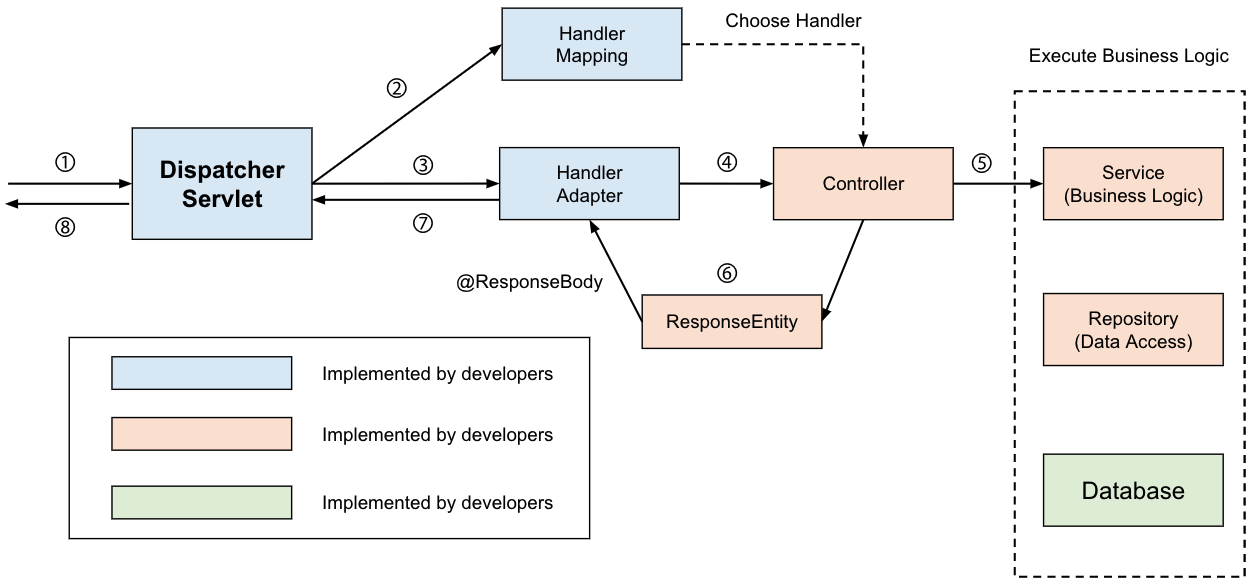 Choose Handler
Handler
Mapping
Execute Business Logic
②
①
Dispatcher
Servlet
③
Handler
Adapter
④
Controller
⑤
Service
(Business Logic)
⑧
⑦
@ResponseBody
⑥
ResponseEntity
Repository
(Data Access)
Implemented by developers
Implemented by developers
Implemented by developers
Database